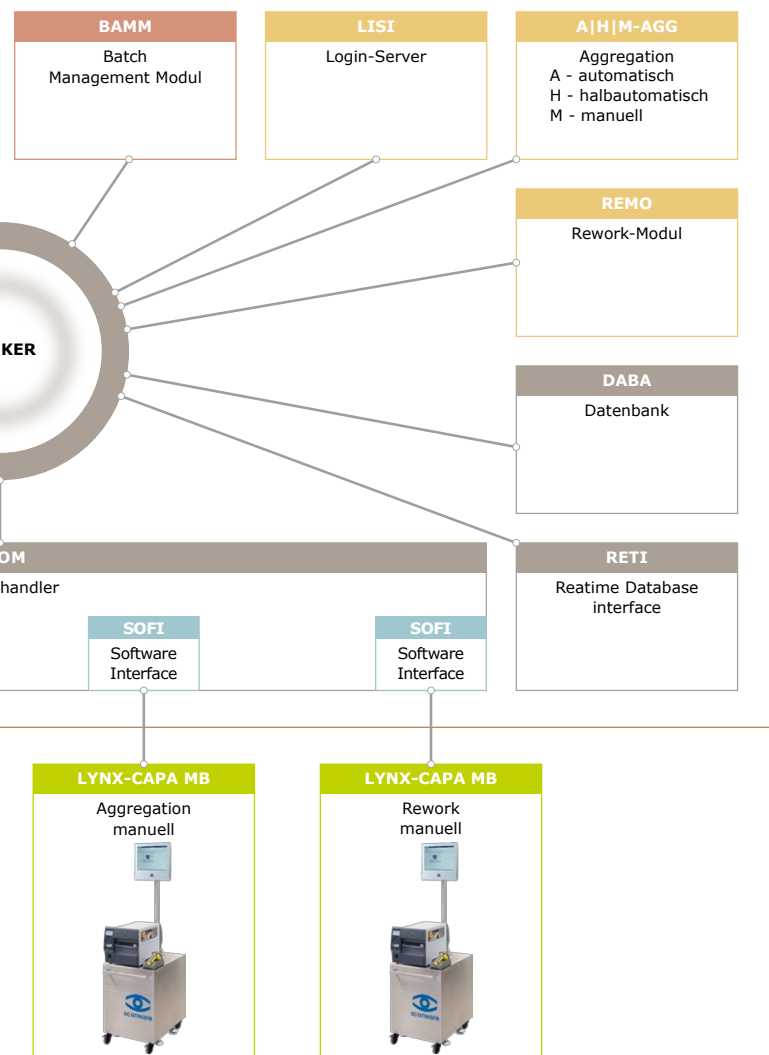 BAMM
Batch
Management Modul
LISI
Login-Server
A|H|M-AGG
Aggregation
A - automatisch
H - halbautomatisch
M - manuell
REMO
Rework-Modul
KER
DABA
Datenbank
OM
handler
RETI
Reatime Database
interface
SOFI
Software
Interface
SOFI
Software
Interface
LYNX-CAPA MB
Aggregation
manuell
scanware
LYNX-CAPA MB
Rework
manuell
scanware